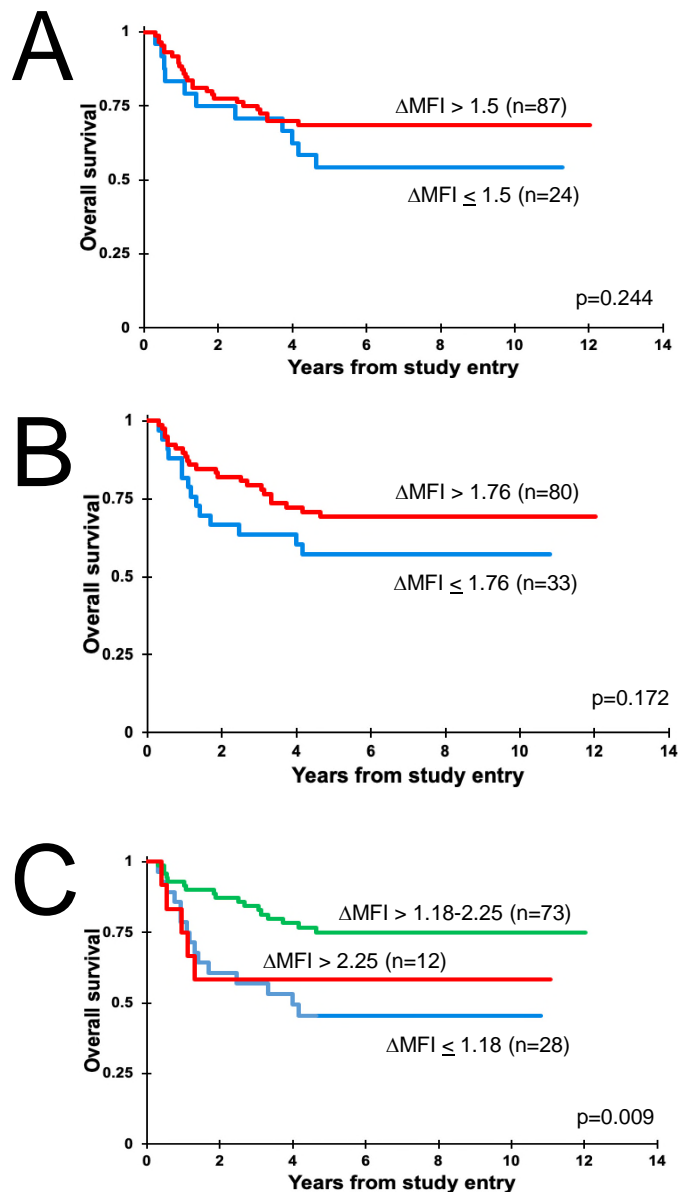 A
1
0.75
0.5
0.25
0
Overall survival
ΔMFI > 1.5 (n=87)
ΔMFI ≤ 1.5 (n=24)
p=0.244
0 2 4 6 8 10 12 14
Years from study entry
B
1
0.75
0.5
0.25
0
Overall survival
ΔMFI > 1.76 (n=80)
ΔMFI ≤ 1.76 (n=33)
p=0.172
0 2 4 6 8 10 12 14
Years from study entry
C
1
0.75
0.5
0.25
0
Overall survival
ΔMFI > 1.18-2.25 (n=73)
ΔMFI > 2.25 (n=12)
ΔMFI ≤ 1.18 (n=28)
p=0.009
0 2 4 6 8 10 12 14
Years from study entry